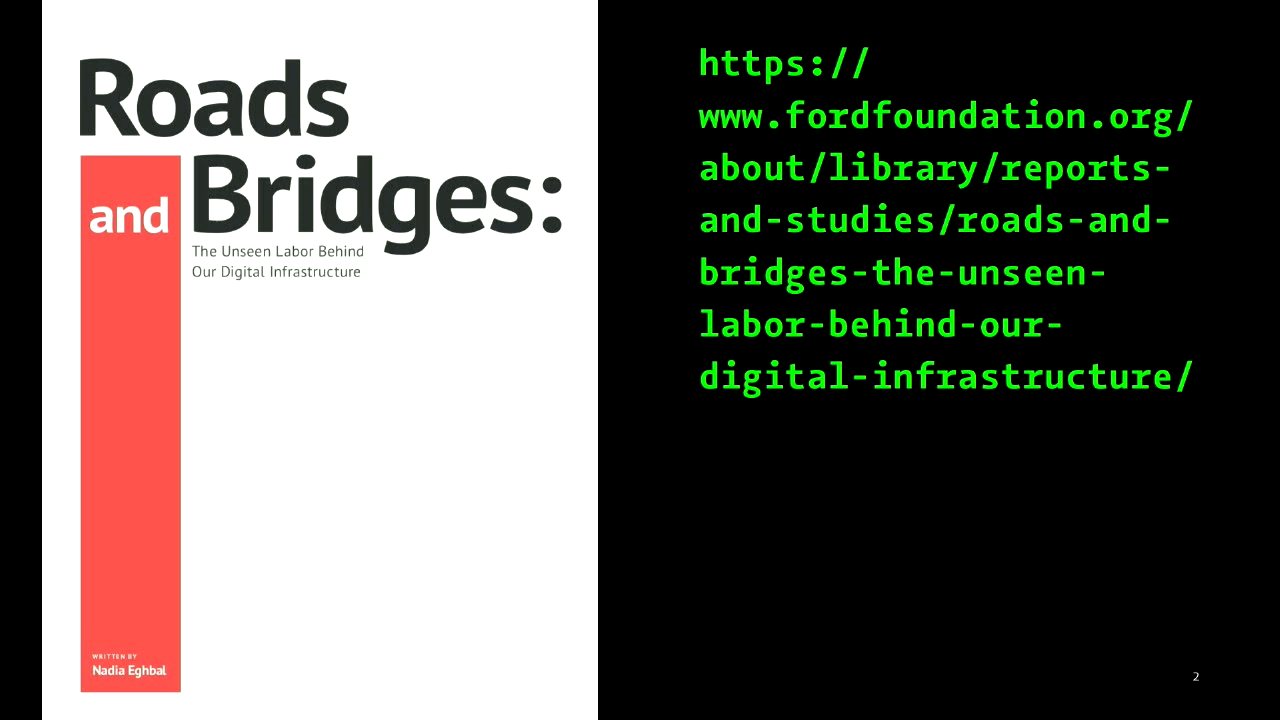 Roads
and Bridges:
The Unseen Labor Behind
Our Digital Infrastructure
WRITTEN BY
Nadia Eghbal
https://
www.fordfoundation.org/
about/library/reports-
and-studies/roads-and-
bridges-the-unseen-
labor-behind-our-
digital-infrastructure/
2